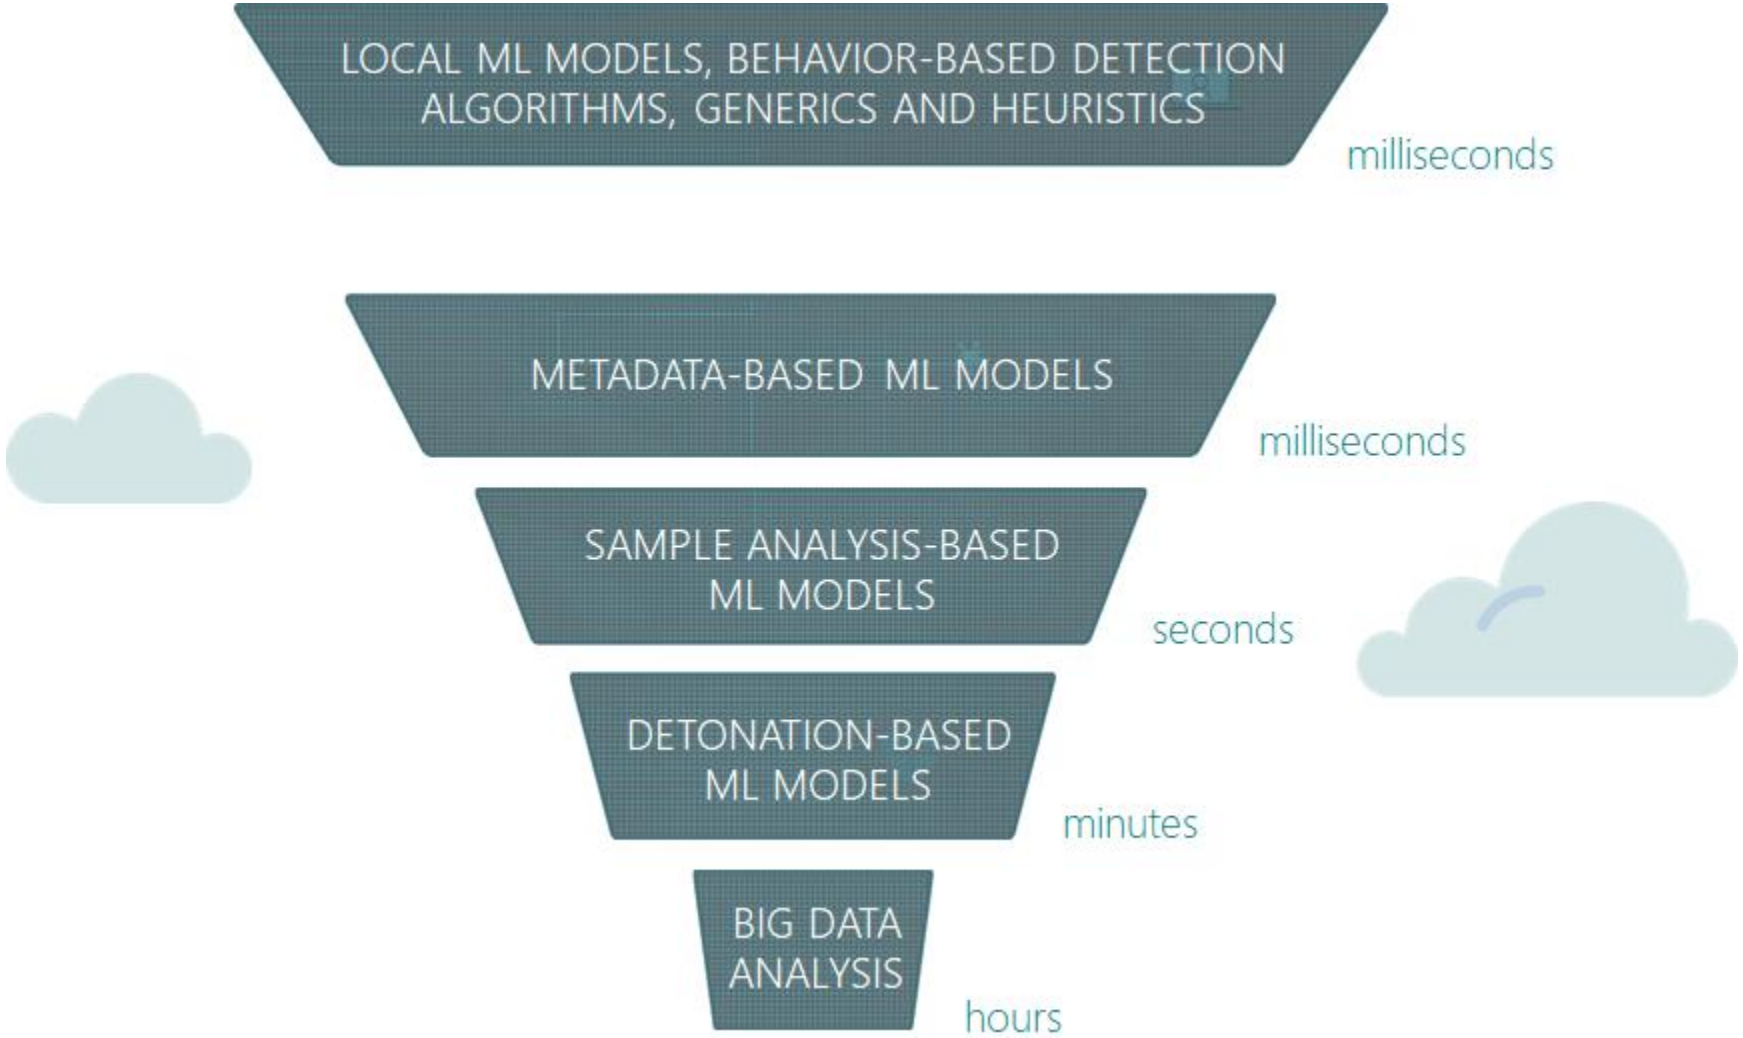 LOCAL ML MODELS, BEHAVIOR-BASED DETECTION
ALGORITHMS, GENERICS AND HEURISTICS
milliseconds
METADATA-BASED ML MODELS
milliseconds
SAMPLE ANALYSIS-BASED
ML MODELS
seconds
DETONATION-BASED
ML MODELS
minutes
BIG DATA
ANALYSIS
hours